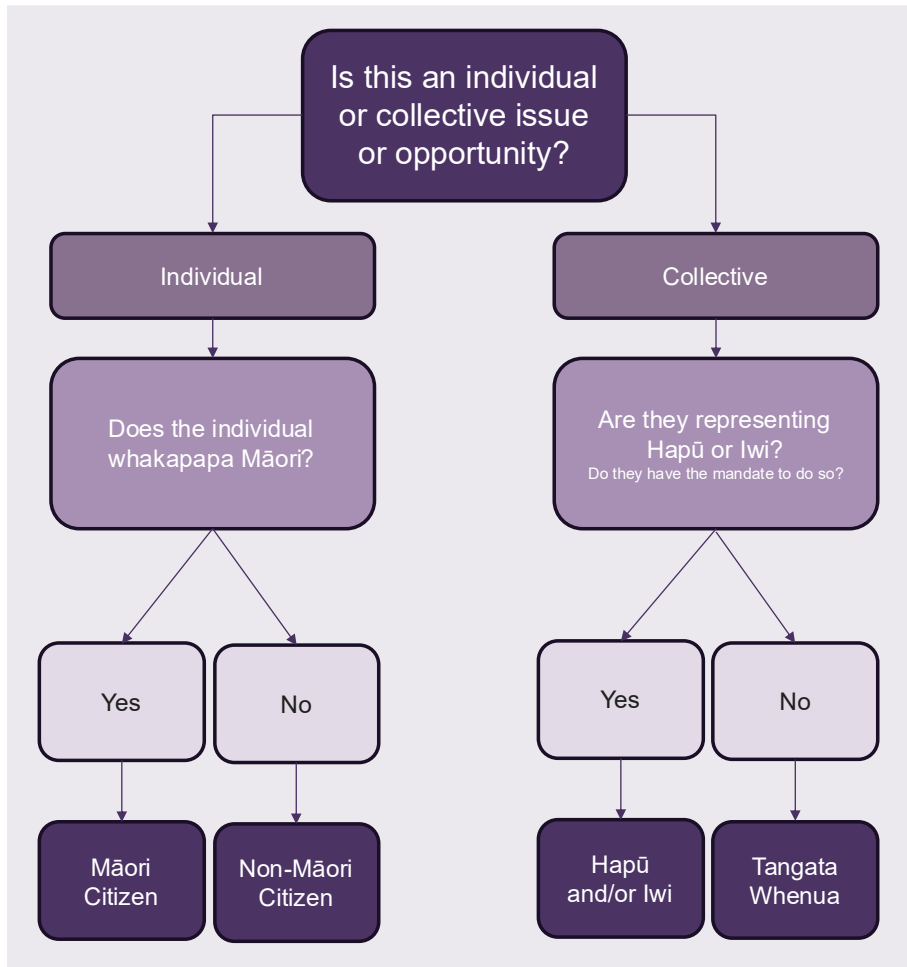 Is this an individual
or collective issue
or opportunity?
Individual
Collective
Does the individual
whakapapa Māori?
Are they representing
Hapū or Iwi?
Do they have the mandate to do so?
Yes
No
Yes
No
Māori
Citizen
Non-Māori
Citizen
Hapū
and/or Iwi
Tangata
Whenua